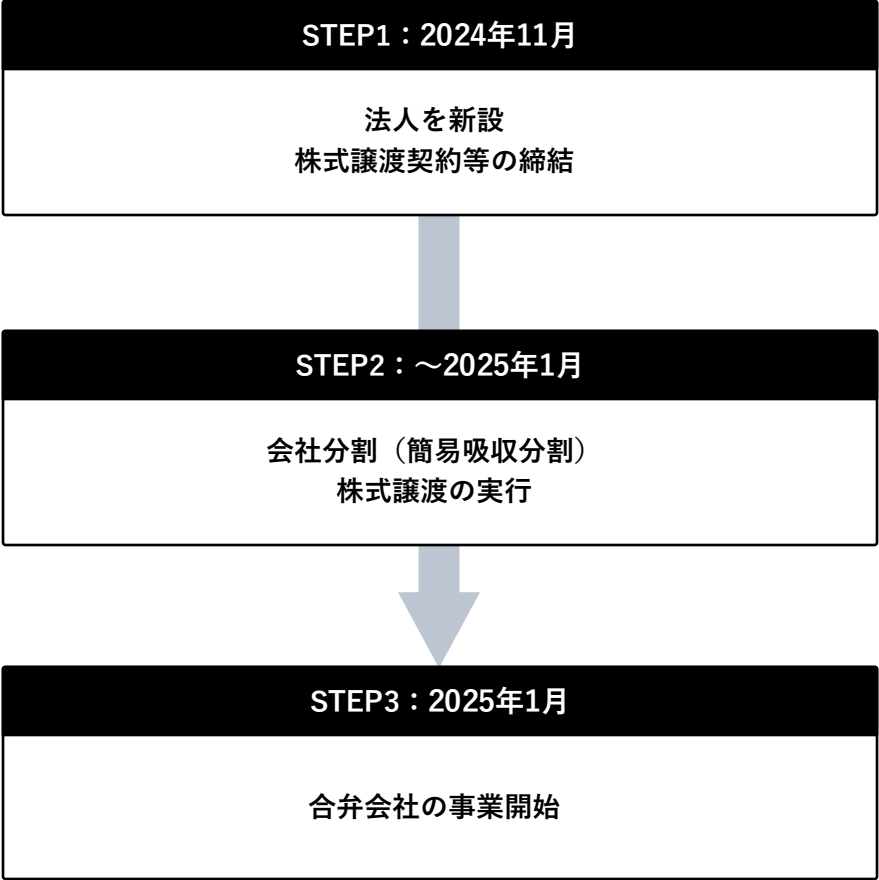 STEP1：2024年11月
法人を新設
株式譲渡契約等の締結
STEP2：～2025年1月
会社分割（簡易吸収分割）
株式譲渡の実行
STEP3：2025年1月
合弁会社の事業開始